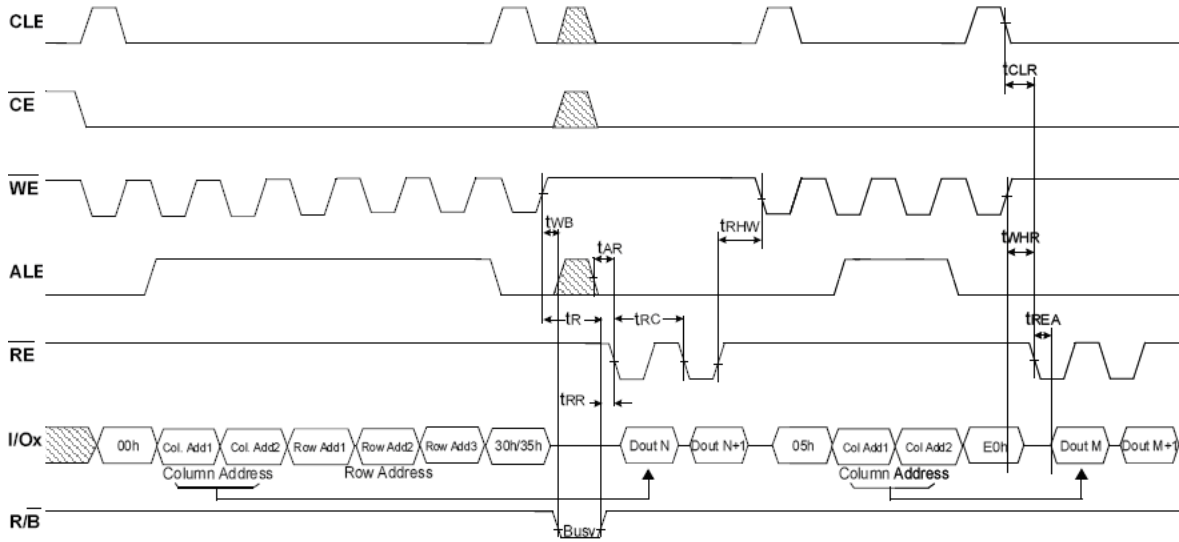 CLE
tCLR
CE
WE
tWB
tRHW
tWHR
tAR
ALE
tR
tRC
tREA
RE
tRR
I/Ox
00h
Col. Add1
Col. Add2
Row Add1
Row Add2
Row Add3
30h/35h
Dout N
Dout N+1
05h
Col Add1
Col Add2
E0h
Dout M
Dout M+1
Column Address
Row Address
Column Address
R/B
Busy